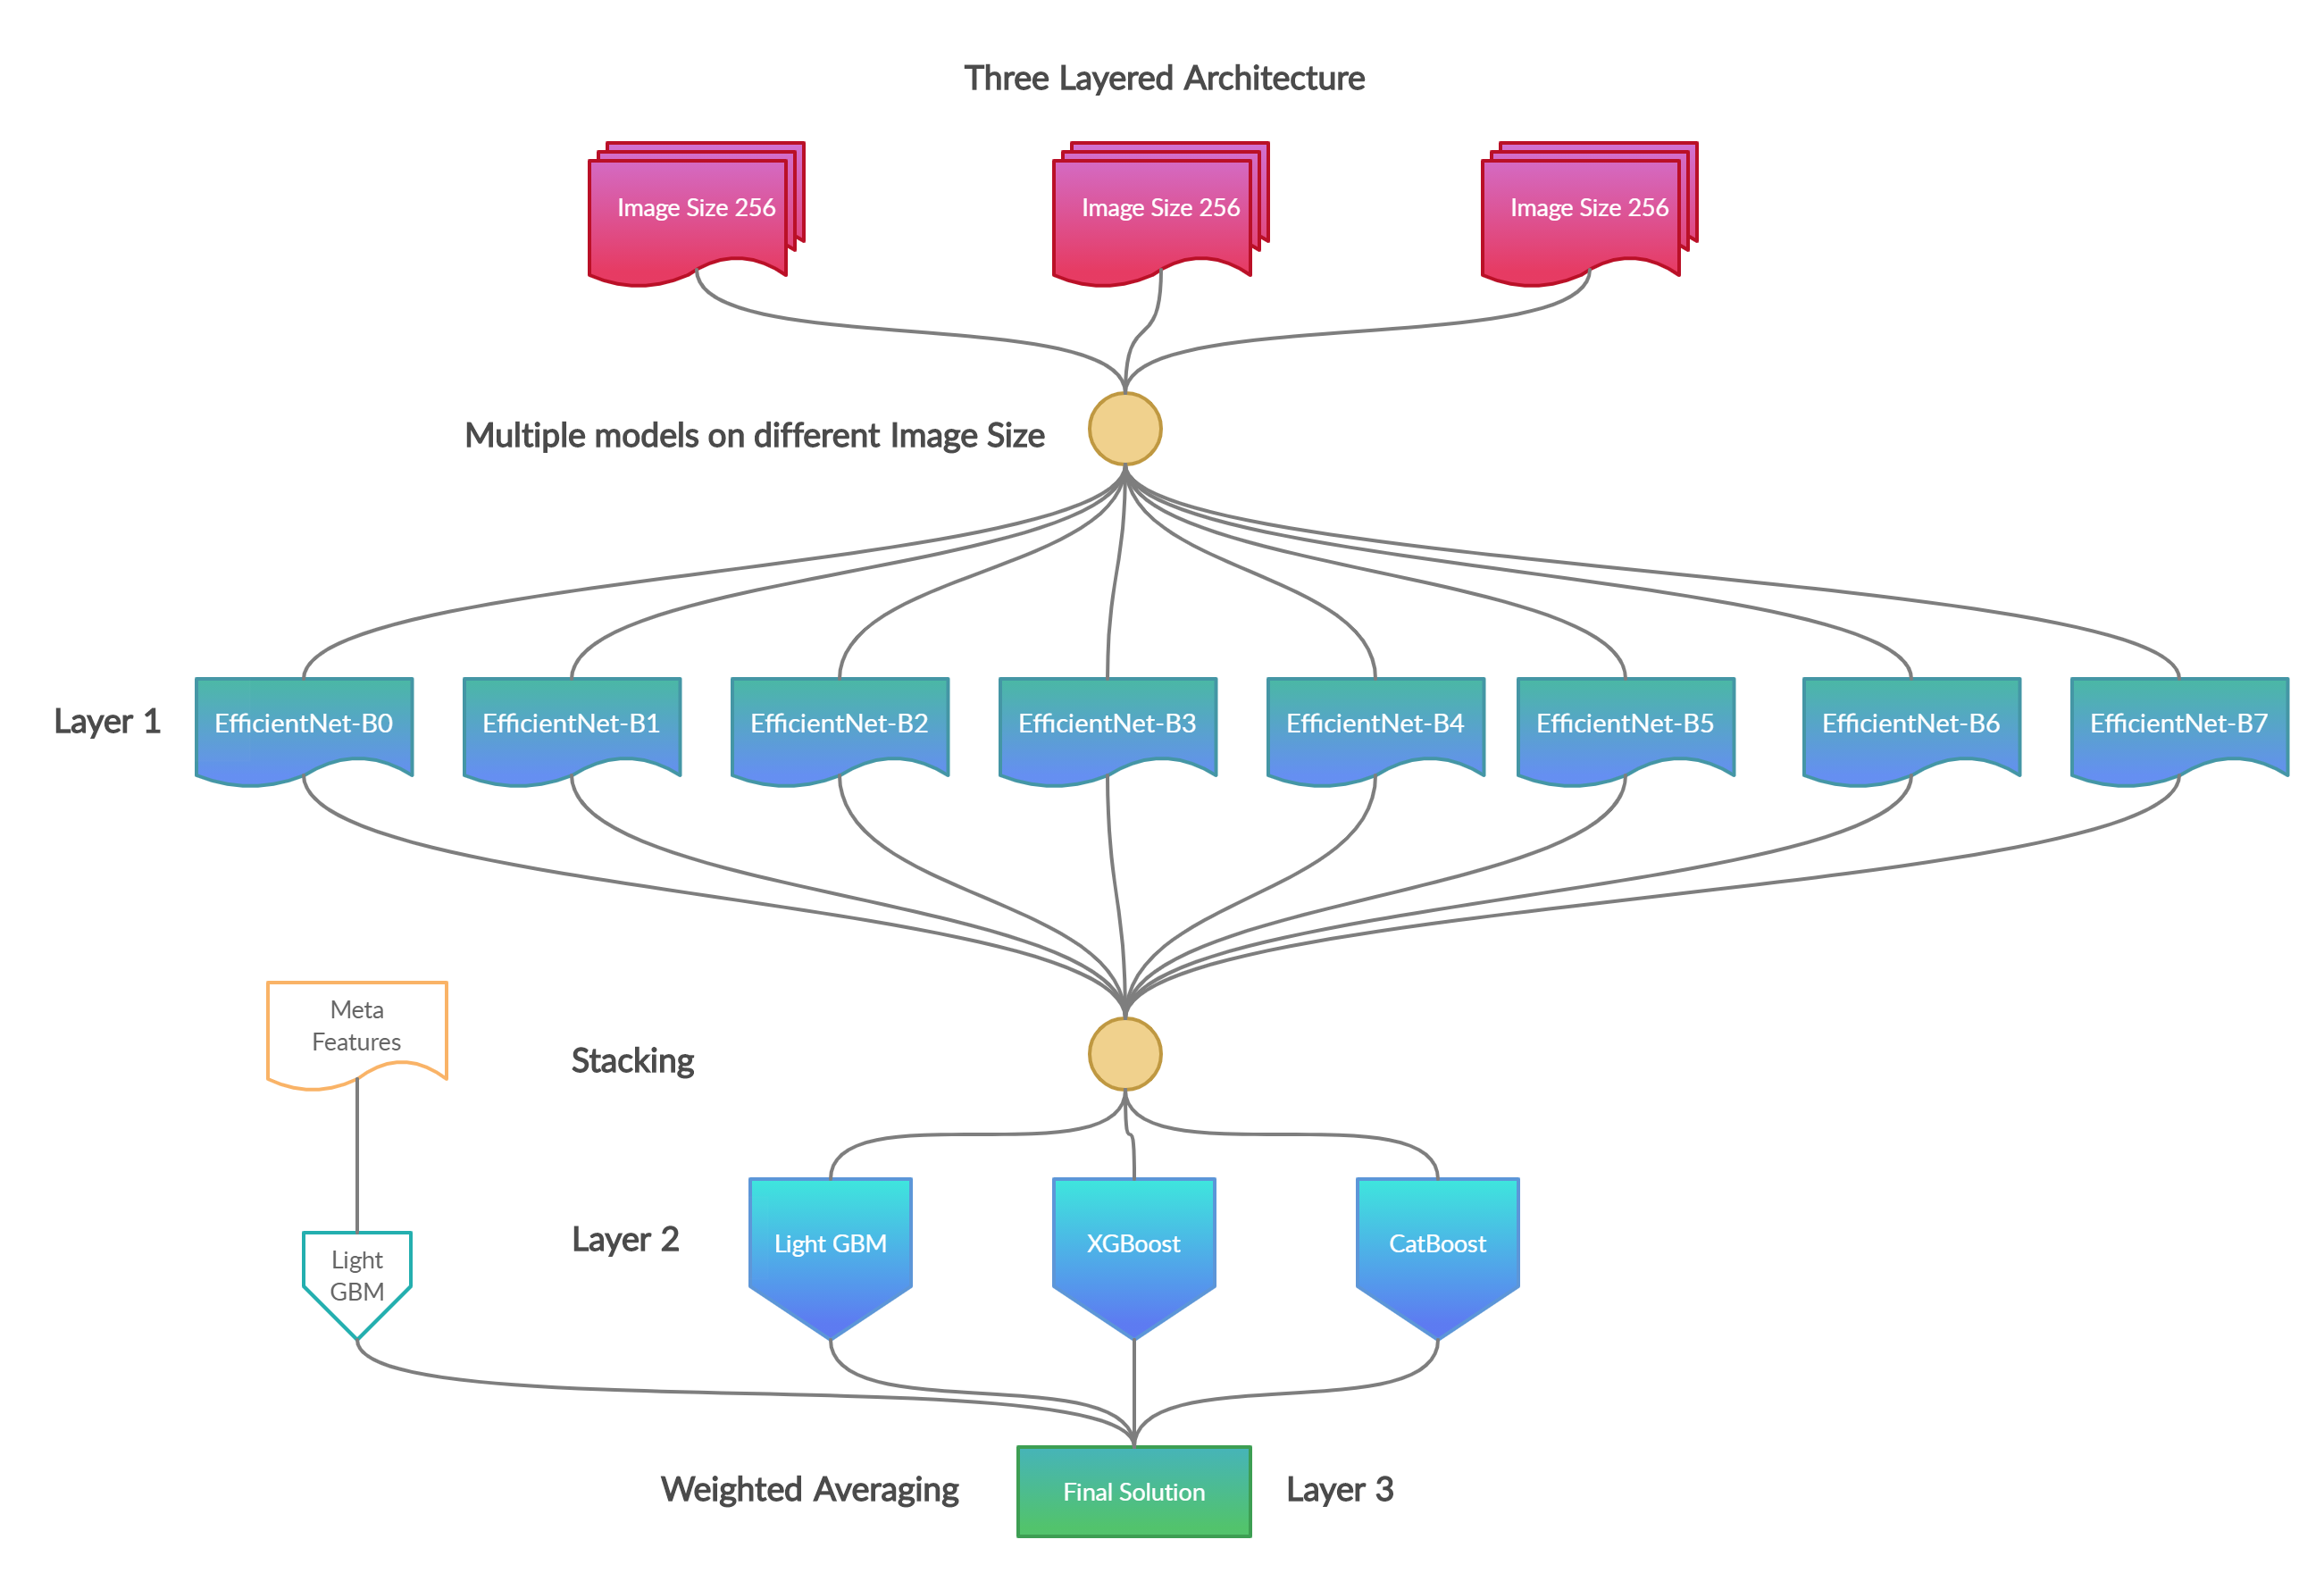 Three Layered Architecture
Image Size 256
Image Size 256
Image Size 256
Multiple models on different Image Size
Layer 1
EfficientNet-B0
EfficientNet-B1
EfficientNet-B2
EfficientNet-B3
EfficientNet-B4
EfficientNet-B5
EfficientNet-B6
EfficientNet-B7
Meta
Features
Stacking
Light
GBM
Layer 2
Light GBM
XGBoost
CatBoost
Weighted Averaging
Final Solution
Layer 3